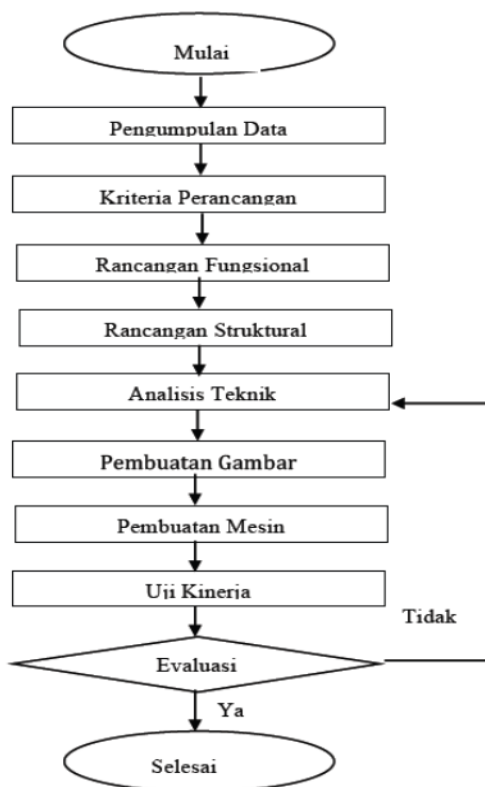 Mulai
Pengumpulan Data
Kriteria Perancangan
Rancangan Fungsional
Rancangan Struktural
Analisis Teknik
Pembuatan Gambar
Pembuatan Mesin
Uji Kinerja
Tidak
Evaluasi
Ya
Selesai